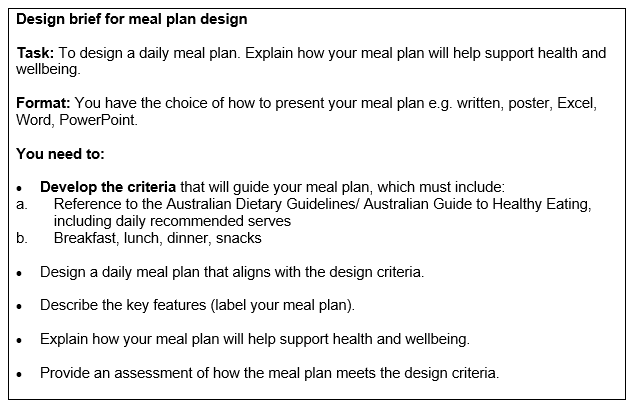 Design brief for meal plan design
Task: To design a daily meal plan. Explain how your meal plan will help support health and
wellbeing.
Format: You have the choice of how to present your meal plan e.g. written, poster, Excel,
Word, PowerPoint.
You need to:
• Develop the criteria that will guide your meal plan, which must include:
a. Reference to the Australian Dietary Guidelines/ Australian Guide to Healthy Eating,
including daily recommended serves
b. Breakfast, lunch, dinner, snacks
• Design a daily meal plan that aligns with the design criteria.
• Describe the key features (label your meal plan).
• Explain how your meal plan will help support health and wellbeing.
• Provide an assessment of how the meal plan meets the design criteria.